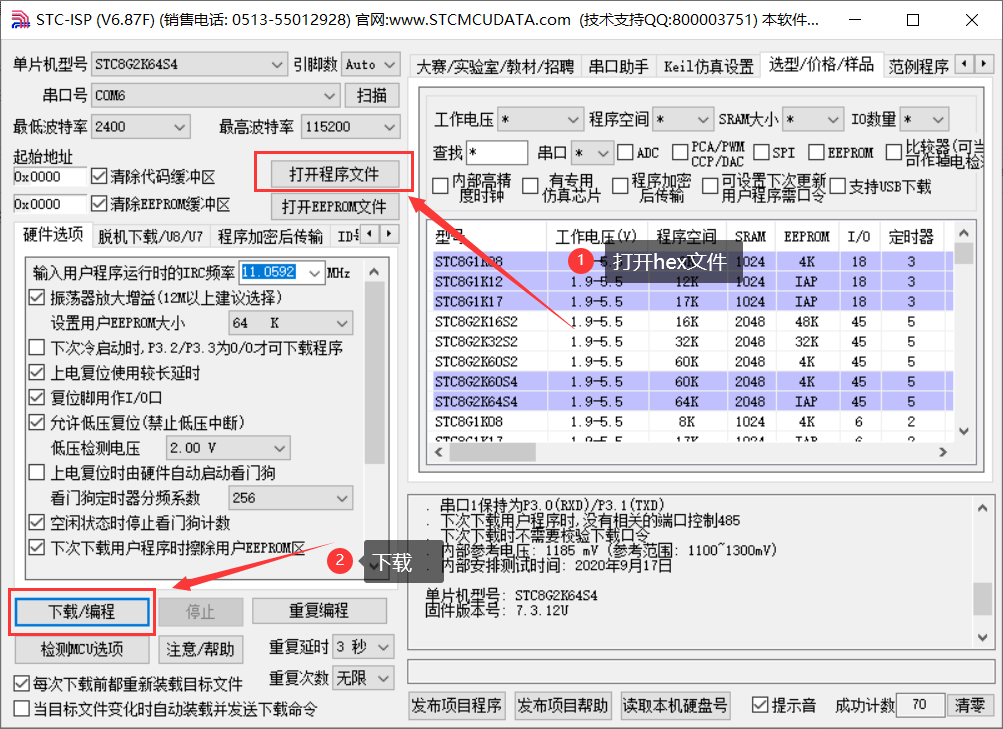 STC-ISP (V6.87F) (销售电话: 0513-55012928) 官网:www.STCMCUDATA.com (技术支持QQ:800003751) 本软件...
单片机型号 STC8G2K64S4 引脚数 Auto
串口号 COM6 扫描
最低波特率 2400 最高波特率 115200
起始地址
0x0000 清除代码缓冲区 打开程序文件
0x0000 清除EEPROM缓冲区 打开EEPROM文件
硬件选项 脱机下载/U8/U7 程序加密后传输
输入用户程序运行时的IRC频率 11.0592 MHz
振荡器放大增益(12M以上建议选择)
设置用户EEPROM大小 64 K
下次冷启动时,P3.2/P3.3为0/0才可下载程序
上电复位使用较长延时
复位脚用作I/O口
允许低压复位(禁止低压中断)
低压检测电压 2.00 V
上电复位时由硬件自动启动看门狗
看门狗定时器分频系数 256
空闲状态时停止看门狗计数
下次下载用户程序时擦除用户EEPROM区
2 下载
下载/编程 停止 重复编程
检测MCU选项 注意/帮助 重复延时 3 秒
重复次数 无限
每次下载前都重新装载目标文件
当目标文件变化时自动装载并发送下载命令
大赛/实验室/教材/招聘 串口助手 Keil仿真设置 选型/价格/样品 范例程序
工作电压 * 程序空间 * SRAM大小 * IO数量 *
查找 * 串口 * ADC PCA/PWM CCP/DAC SPI EEPROM 比较器(可当可作掉电检
内部高精度时钟 有专用仿真芯片 程序加密后传输 可设置下次更新用户程序需口令 支持USB下载
型号 工作电压(V) 程序空间 SRAM EEPROM I/O 定时器
1 打开hex文件
STC8G1K08 1024 4K 18 3
STC8G1K12 1.9-5.5 12K 1024 IAP 18 3
STC8G1K17 1.9-5.5 17K 1024 IAP 18 3
STC8G2K16S2 1.9-5.5 16K 2048 48K 45 5
STC8G2K32S2 1.9-5.5 32K 2048 32K 45 5
STC8G2K60S2 1.9-5.5 60K 2048 4K 45 5
STC8G2K60S4 1.9-5.5 60K 2048 4K 45 5
STC8G2K64S4 1.9-5.5 64K 2048 IAP 45 5
STC8G1K08 1.9-5.5 8K 1024 4K 6 2
STC8G1K17 1.9-5.5 17K 1024 IAP 6 2
. 串口1保持为P3.0(RXD)/P3.1(TXD)
. 下次下载用户程序时,没有相关的端口控制485
. 下次下载时不需要校验下载口令
. 内部参考电压: 1185 mV (参考范围: 1100~1300mV)
. 内部安排测试时间: 2020年9月17日
单片机型号: STC8G2K64S4
固件版本号: 7.3.12U
发布项目程序 发布项目帮助 读取本机硬盘号 提示音 成功计数 70 清零